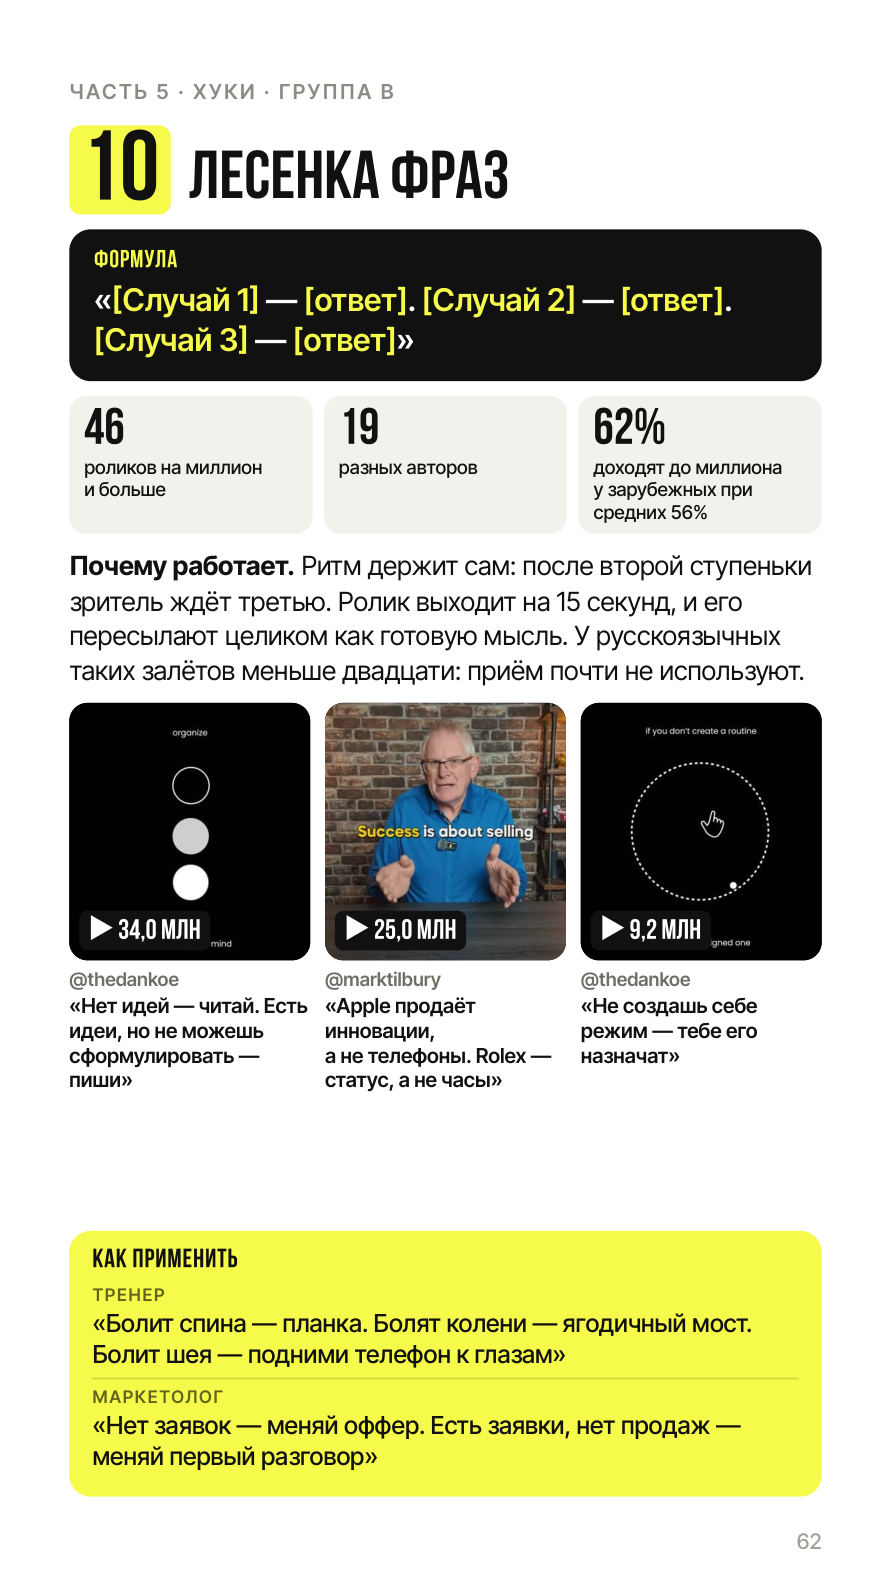 ЧАСТЬ 5 · ХУКИ · ГРУППА В
10 ЛЕСЕНКА ФРАЗ
ФОРМУЛА
«[Случай 1] — [ответ]. [Случай 2] — [ответ].
[Случай 3] — [ответ]»
46
роликов на миллион
и больше
19
разных авторов
62%
доходят до миллиона
у зарубежных при
средних 56%
Почему работает. Ритм держит сам: после второй ступеньки
зритель ждёт третью. Ролик выходит на 15 секунд, и его
пересылают целиком как готовую мысль. У русскоязычных
таких залётов меньше двадцати: приём почти не используют.
organize
34,0 МЛН
mind
@thedankoe
«Нет идей — читай. Есть
идеи, но не можешь
сформулировать —
пиши»
Success is about selling
25,0 МЛН
@marktilbury
«Apple продаёт
инновации,
а не телефоны. Rolex —
статус, а не часы»
if you don't create a routine
9,2 МЛН
igned one
@thedankoe
«Не создашь себе
режим — тебе его
назначат»
КАК ПРИМЕНИТЬ
ТРЕНЕР
«Болит спина — планка. Болят колени — ягодичный мост.
Болит шея — подними телефон к глазам»
МАРКЕТОЛОГ
«Нет заявок — меняй оффер. Есть заявки, нет продаж —
меняй первый разговор»
62